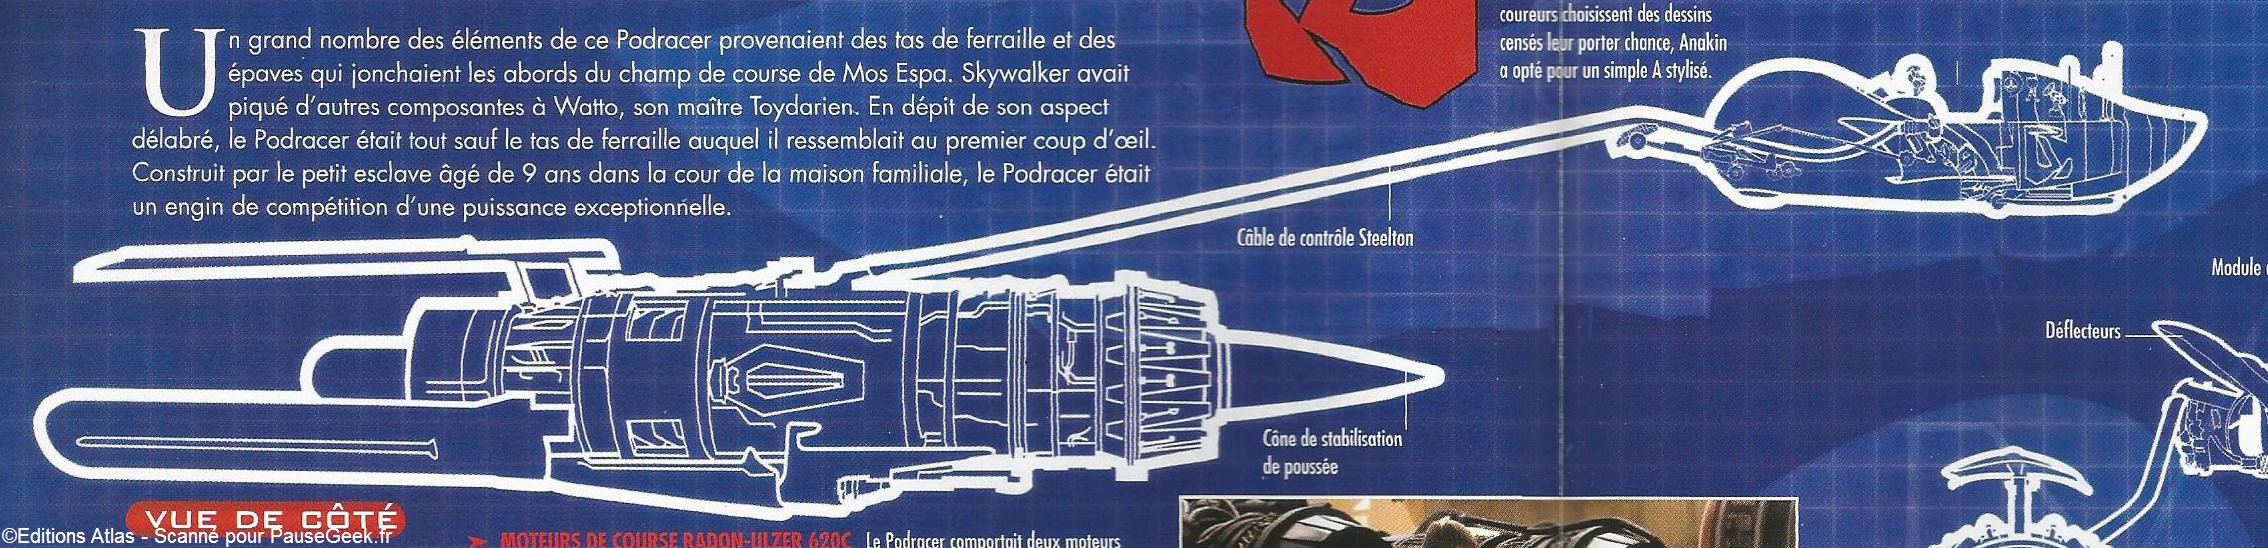 Un grand nombre des éléments de ce Podracer provenaient des tas de ferraille et des
épaves qui jonchaient les abords du champ de course de Mos Espa. Skywalker avait
piqué d'autres composantes à Watto, son maître Toydarien. En dépit de son aspect
délabré, le Podracer était tout sauf le tas de ferraille auquel il ressemblait au premier coup d'œil.
Construit par le petit esclave âgé de 9 ans dans la cour de la maison familiale, le Podracer était
un engin de compétition d'une puissance exceptionnelle.
coureurs choisissent des dessins
censés leur porter chance, Anakin
a opté pour un simple A stylisé.
Câble de contrôle Steelton
Module
Déflecteurs
Cône de stabilisation
de poussée
VUE DE CÔTÉ
©Editions Atlas - Scanné pour PauseGeek.fr
➤ MOTEURS DE COURSE RADON-ULZER 620C Le Podracer comportait deux moteurs